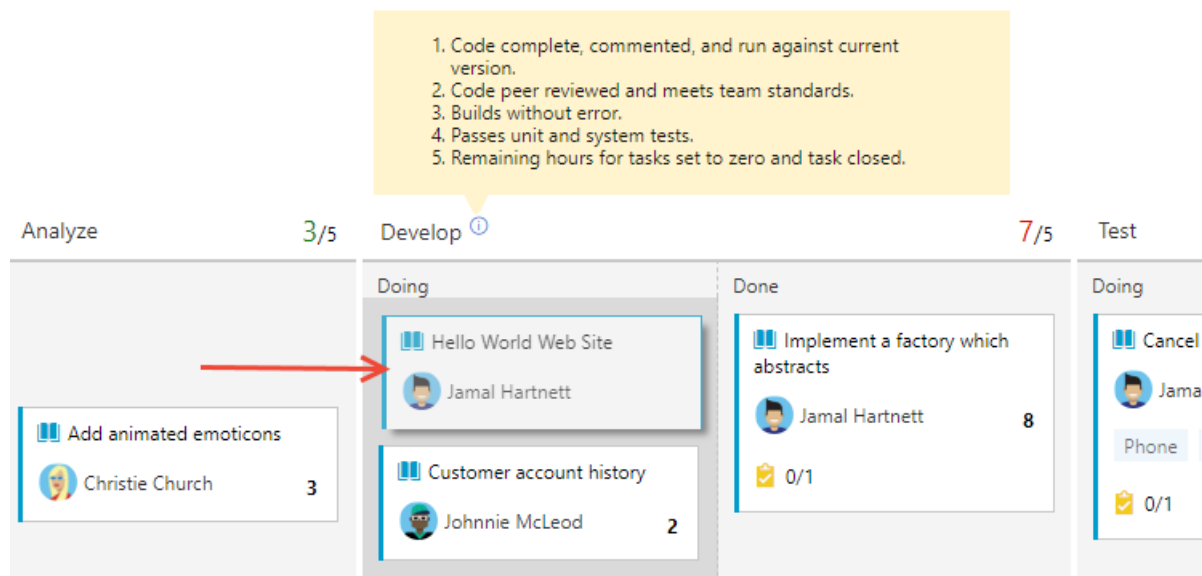 1. Code complete, commented, and run against current
version.
2. Code peer reviewed and meets team standards.
3. Builds without error.
4. Passes unit and system tests.
5. Remaining hours for tasks set to zero and task closed.
Analyze 3/5
Develop 7/5
Test
Doing
Done
Doing
Hello World Web Site
Jamal Hartnett
Implement a factory which
abstracts
Jamal Hartnett 8
0/1
Cancel
Jama
Phone
0/1
Add animated emoticons
Christie Church 3
Customer account history
Johnnie McLeod 2